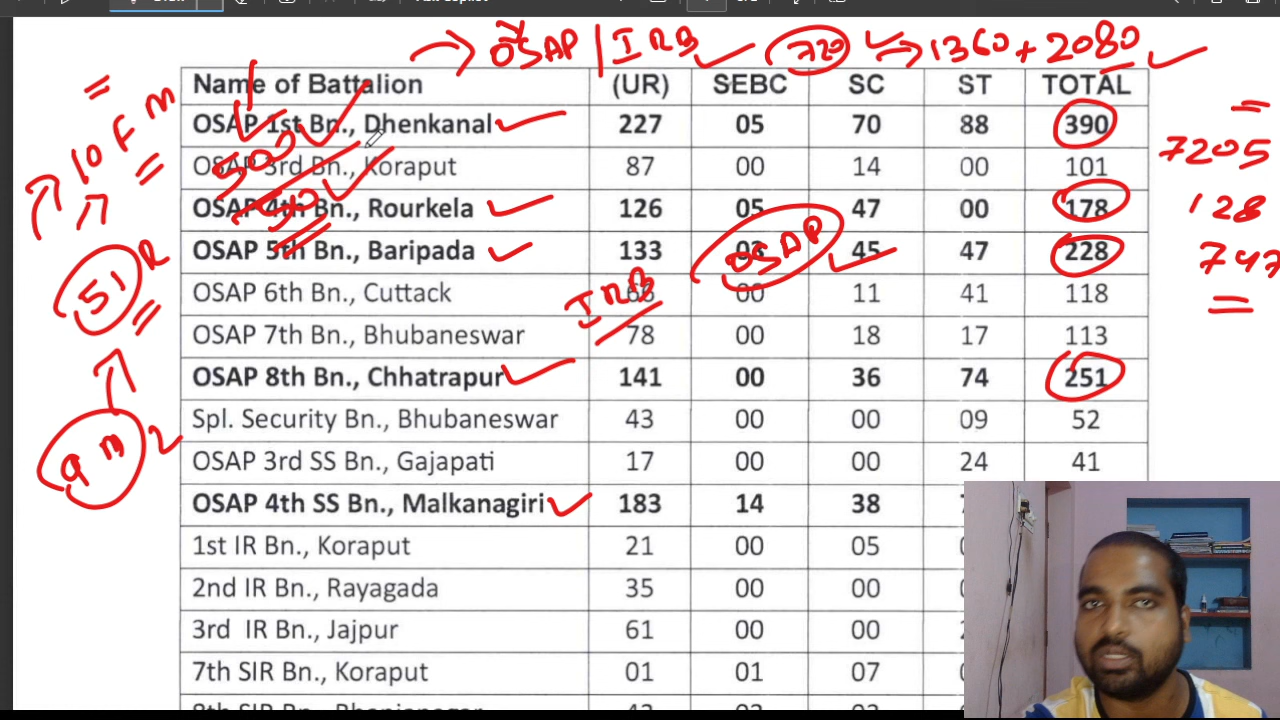 → OSAP | IRB 720 → 1360 + 2080
Name of Battalion (UR) SEBC SC ST TOTAL
OSAP 1st Bn., Dhenkanal 227 05 70 88 390
OSAP 3rd Bn., Koraput 87 00 14 00 101
OSAP 4th Bn., Rourkela 126 05 47 00 178
OSAP 5th Bn., Baripada 133 03 45 47 228
OSAP 6th Bn., Cuttack 66 00 11 41 118
OSAP 7th Bn., Bhubaneswar 78 00 18 17 113
OSAP 8th Bn., Chhatrapur 141 00 36 74 251
Spl. Security Bn., Bhubaneswar 43 00 00 09 52
OSAP 3rd SS Bn., Gajapati 17 00 00 24 41
OSAP 4th SS Bn., Malkanagiri 183 14 38
1st IR Bn., Koraput 21 00 05
2nd IR Bn., Rayagada 35 00 00
3rd IR Bn., Jajpur 61 00 00
7th SIR Bn., Koraput 01 01 07
10 F M
500
50
51 R
9 M
IRB
OSAP
7205
128
747